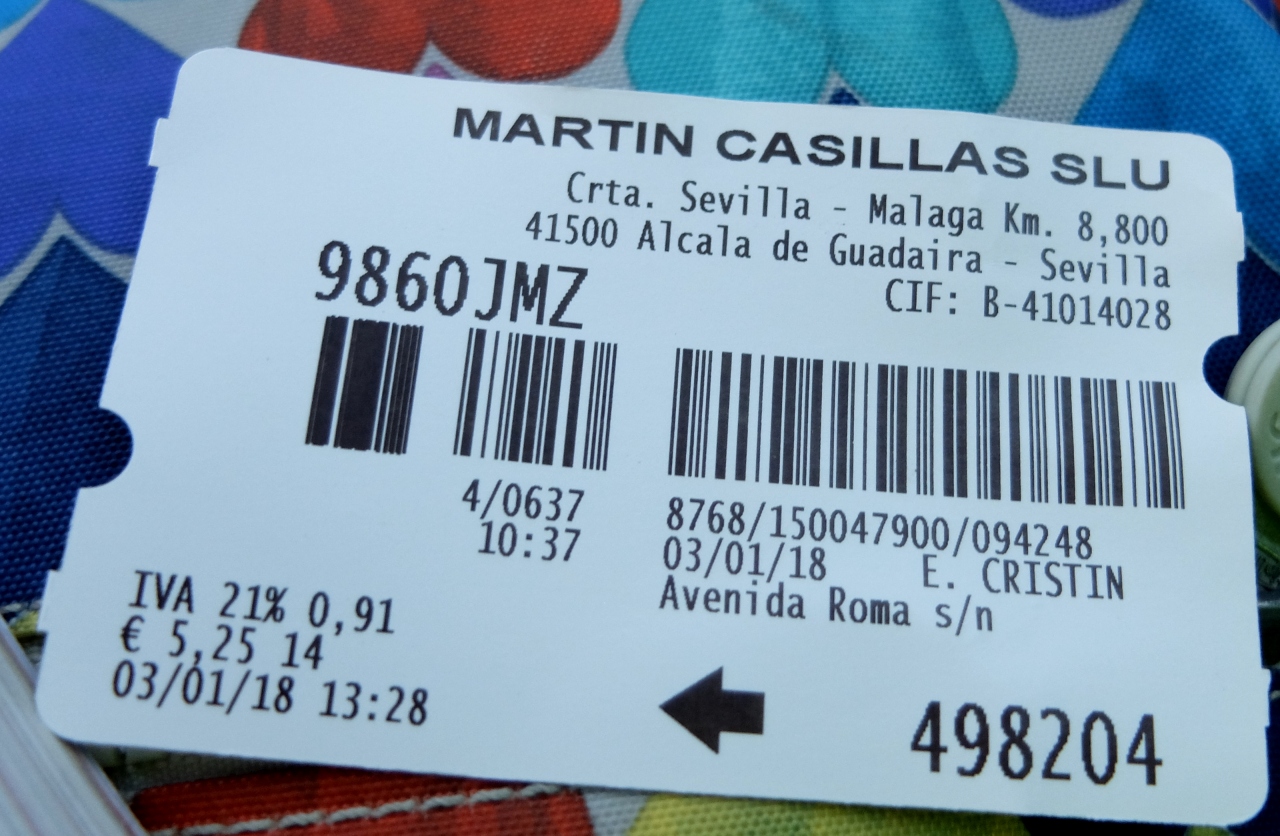 MARTIN CASILLAS SLU
Crta. Sevilla - Malaga Km. 8,800
41500 Alcala de Guadaira - Sevilla
CIF: B-41014028
9860JMZ
4/0637
10:37
8768/150047900/094248
03/01/18 E. CRISTIN
Avenida Roma s/n
IVA 21% 0,91
€ 5,25 14
03/01/18 13:28
498204